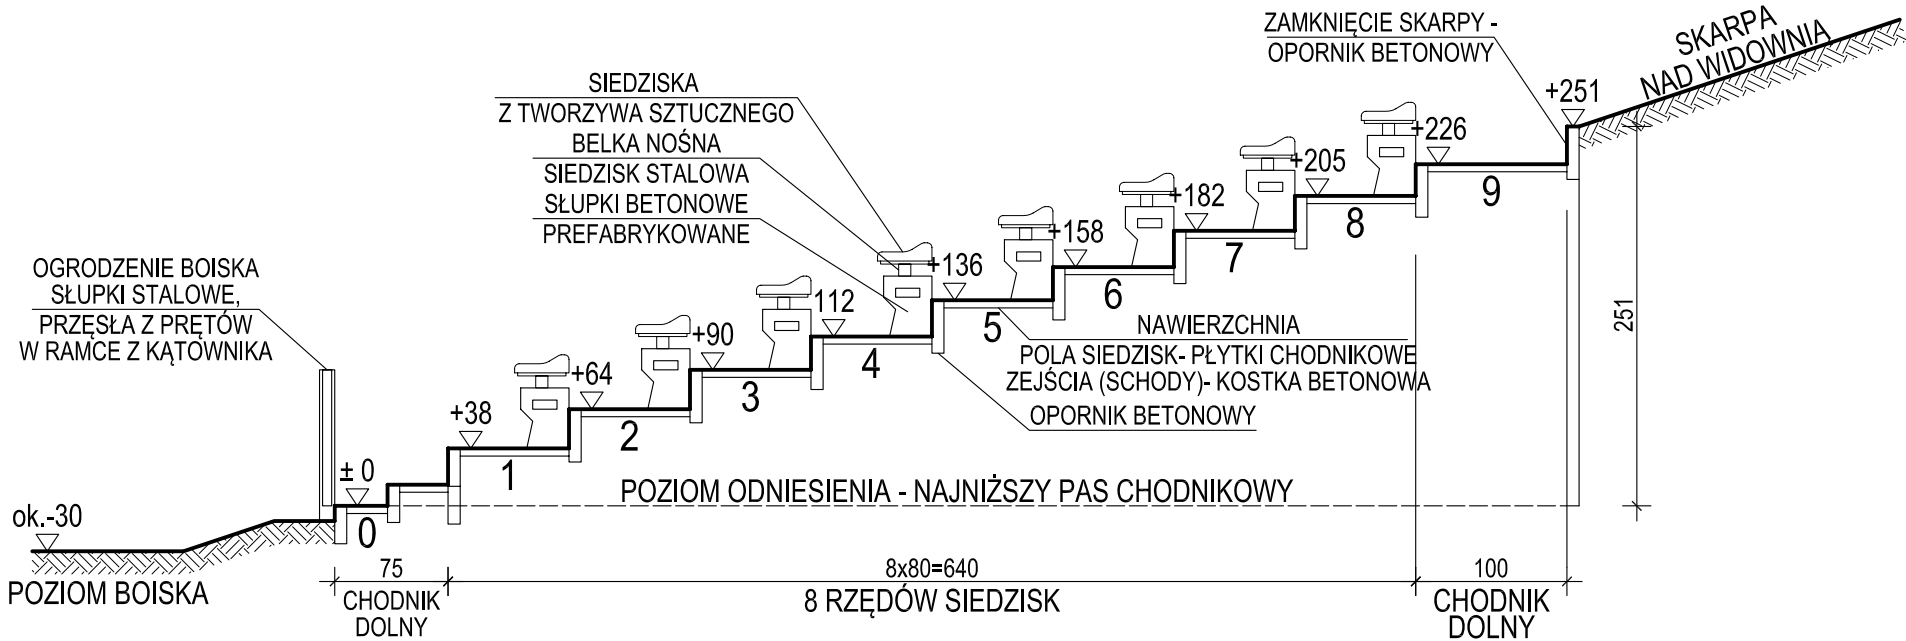 ZAMKNIĘCIE SKARPY -
OPORNIK BETONOWY
SKARPA
NAD WIDOWNIĄ
+251
SIEDZISKA
Z TWORZYWA SZTUCZNEGO
BELKA NOŚNA
SIEDZISK STALOWA
SŁUPKI BETONOWE
PREFABRYKOWANE
OGRODZENIE BOISKA
SŁUPKI STALOWE,
PRZĘSŁA Z PRĘTÓW
W RAMCE Z KĄTOWNIKA
+226
+205
+182
+158
+136
112
+90
+64
+38
± 0
ok.-30
9
8
7
6
5
4
3
2
1
0
251
NAWIERZCHNIA
POLA SIEDZISK- PŁYTKI CHODNIKOWE
ZEJŚCIA (SCHODY)- KOSTKA BETONOWA
OPORNIK BETONOWY
POZIOM ODNIESIENIA - NAJNIŻSZY PAS CHODNIKOWY
POZIOM BOISKA
75
CHODNIK
DOLNY
8x80=640
8 RZĘDÓW SIEDZISK
100
CHODNIK
DOLNY